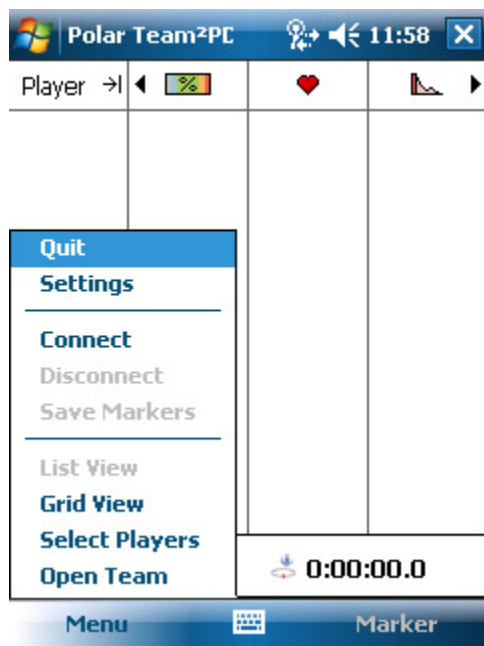 Polar Team²PD 11:58
Player %
Quit
Settings
Connect
Disconnect
Save Markers
List View
Grid View
Select Players
Open Team
0:00:00.0
Menu Marker